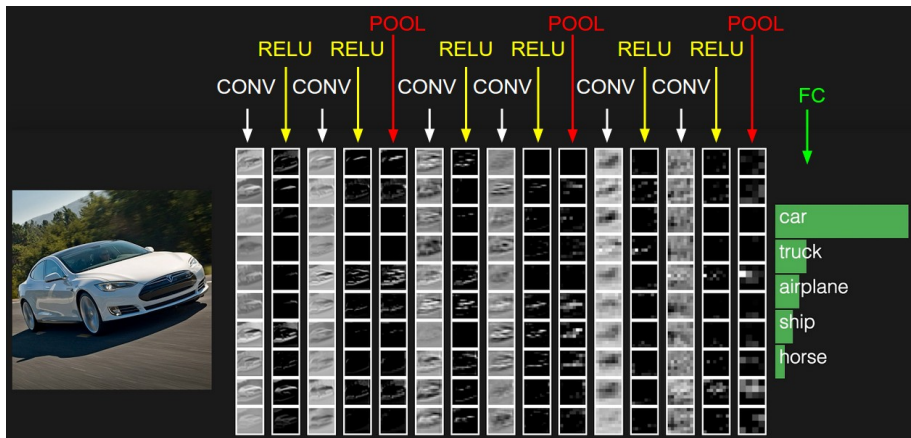 POOL POOL POOL
RELU RELU RELU RELU RELU RELU
CONV CONV CONV CONV CONV CONV
FC
car
truck
airplane
ship
horse